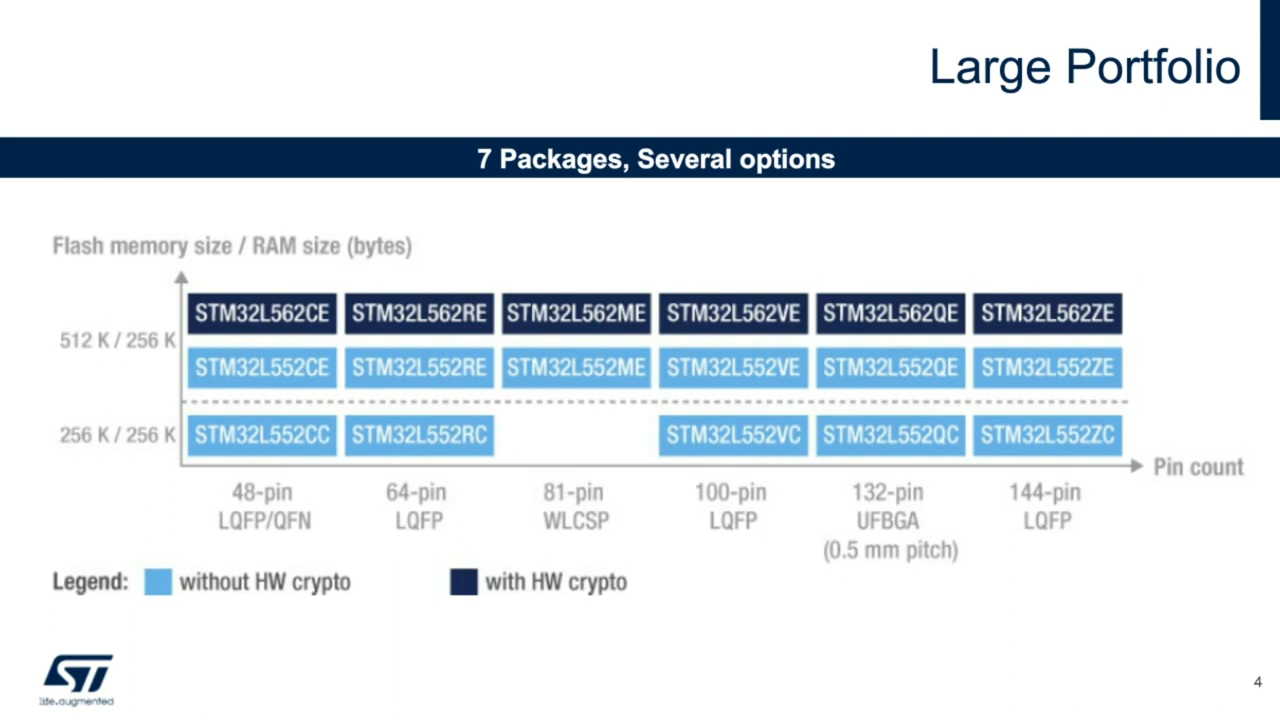 Large Portfolio
7 Packages, Several options
Flash memory size / RAM size (bytes)
STM32L562CE STM32L562RE STM32L562ME STM32L562VE STM32L562QE STM32L562ZE
512 K / 256 K
STM32L552CE STM32L552RE STM32L552ME STM32L552VE STM32L552QE STM32L552ZE
256 K / 256 K STM32L552CC STM32L552RC STM32L552VC STM32L552QC STM32L552ZC
Pin count
48-pin 64-pin 81-pin 100-pin 132-pin 144-pin
LQFP/QFN LQFP WLCSP LQFP UFBGA LQFP
(0.5 mm pitch)
Legend: without HW crypto with HW crypto
ST
life.augmented
4